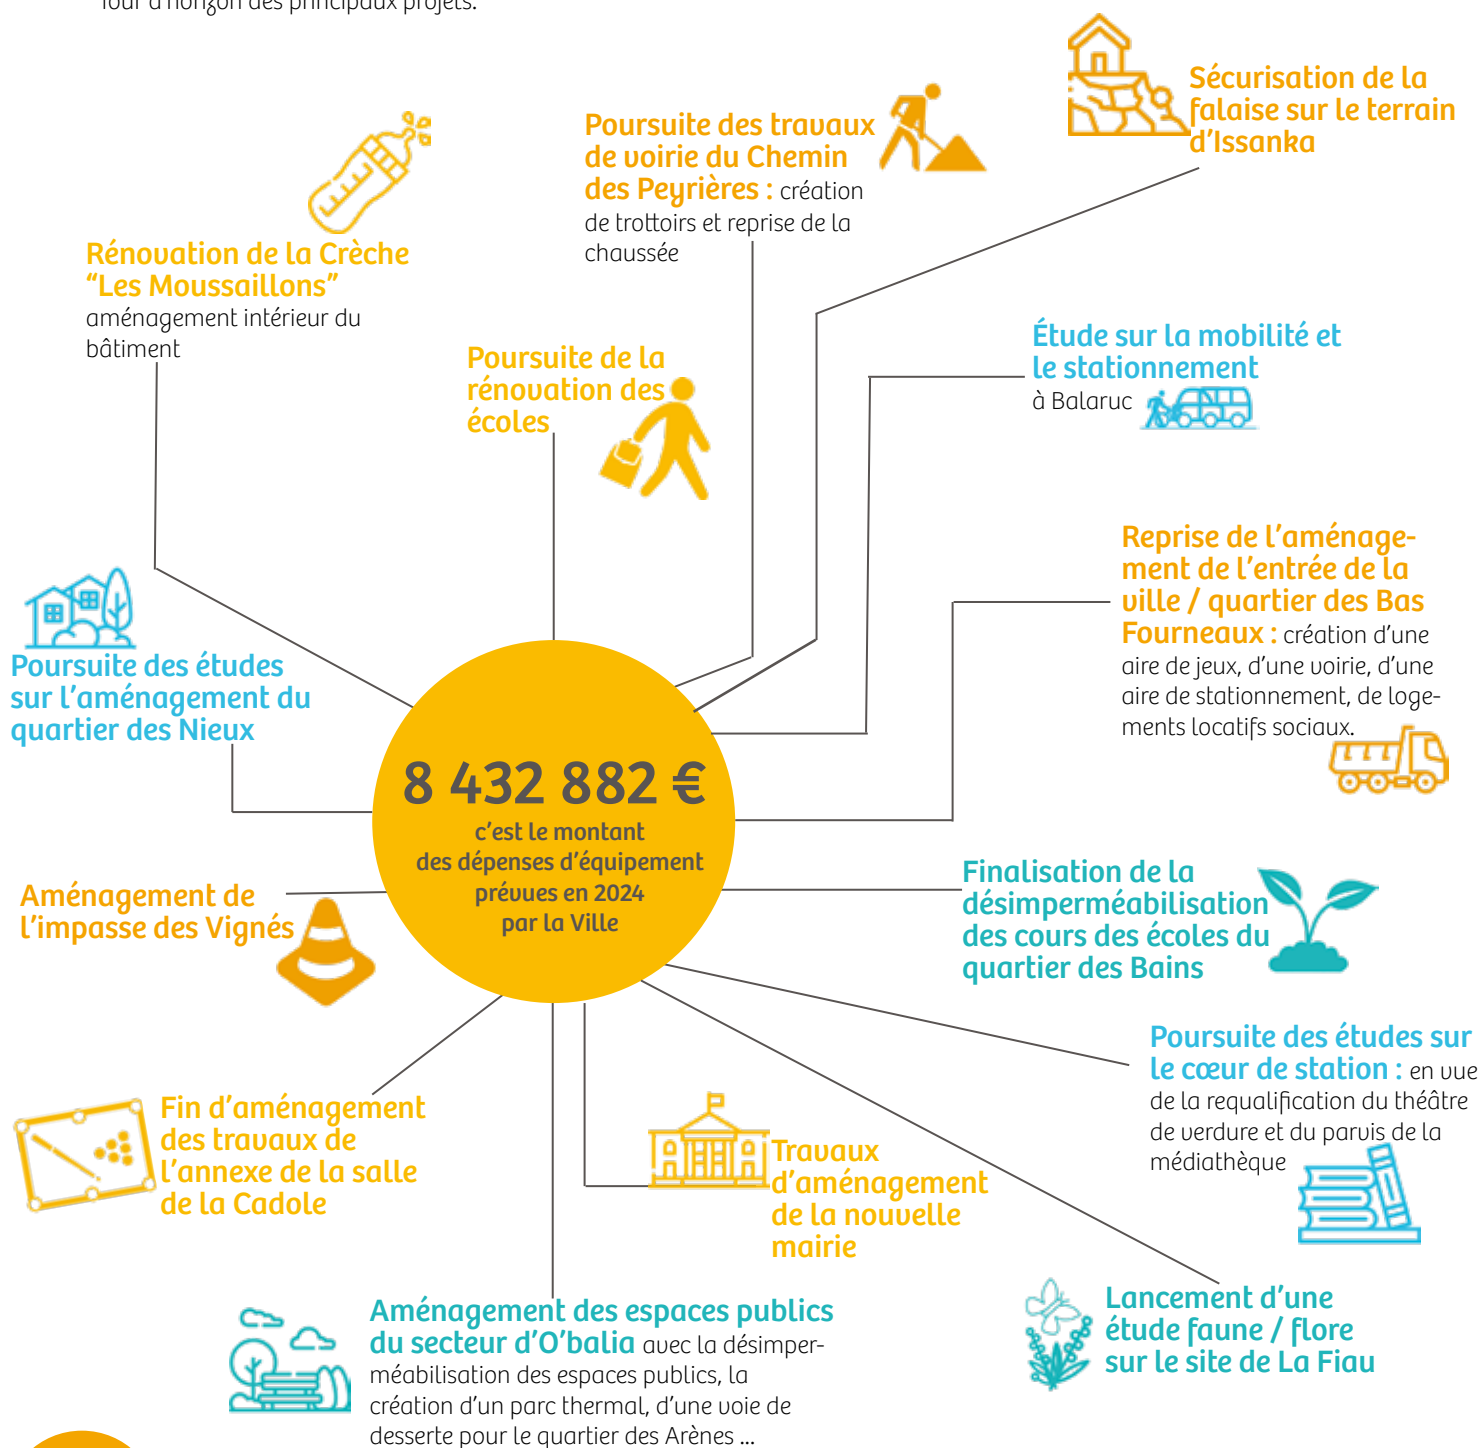 Tour d'horizon des principaux projets.
Sécurisation de la
falaise sur le terrain
d'Issanka
Poursuite des travaux
de voirie du Chemin
des Peyrières : création
de trottoirs et reprise de la
chaussée
Rénovation de la Crèche
“Les Moussaillons”
aménagement intérieur du
bâtiment
Poursuite de la
rénovation des
écoles
Étude sur la mobilité et
le stationnement
à Balaruc
Reprise de l'aménage-
ment de l'entrée de la
ville / quartier des Bas
Fourneaux : création d'une
aire de jeux, d'une voirie, d'une
aire de stationnement, de loge-
ments locatifs sociaux.
Poursuite des études
sur l'aménagement du
quartier des Nieux
8 432 882 €
c'est le montant
des dépenses d'équipement
prévues en 2024
par la Ville
Aménagement de
l'impasse des Vignés
Finalisation de la
désimperméabilisation
des cours des écoles du
quartier des Bains
Poursuite des études sur
le cœur de station : en vue
de la requalification du théâtre
de verdure et du parvis de la
médiathèque
Fin d'aménagement
des travaux de
l'annexe de la salle
de la Cadole
Travaux
d'aménagement
de la nouvelle
mairie
Aménagement des espaces publics
du secteur d'O'balia avec la désimper-
méabilisation des espaces publics, la
création d'un parc thermal, d'une voie de
desserte pour le quartier des Arènes ...
Lancement d'une
étude faune / flore
sur le site de La Fiau